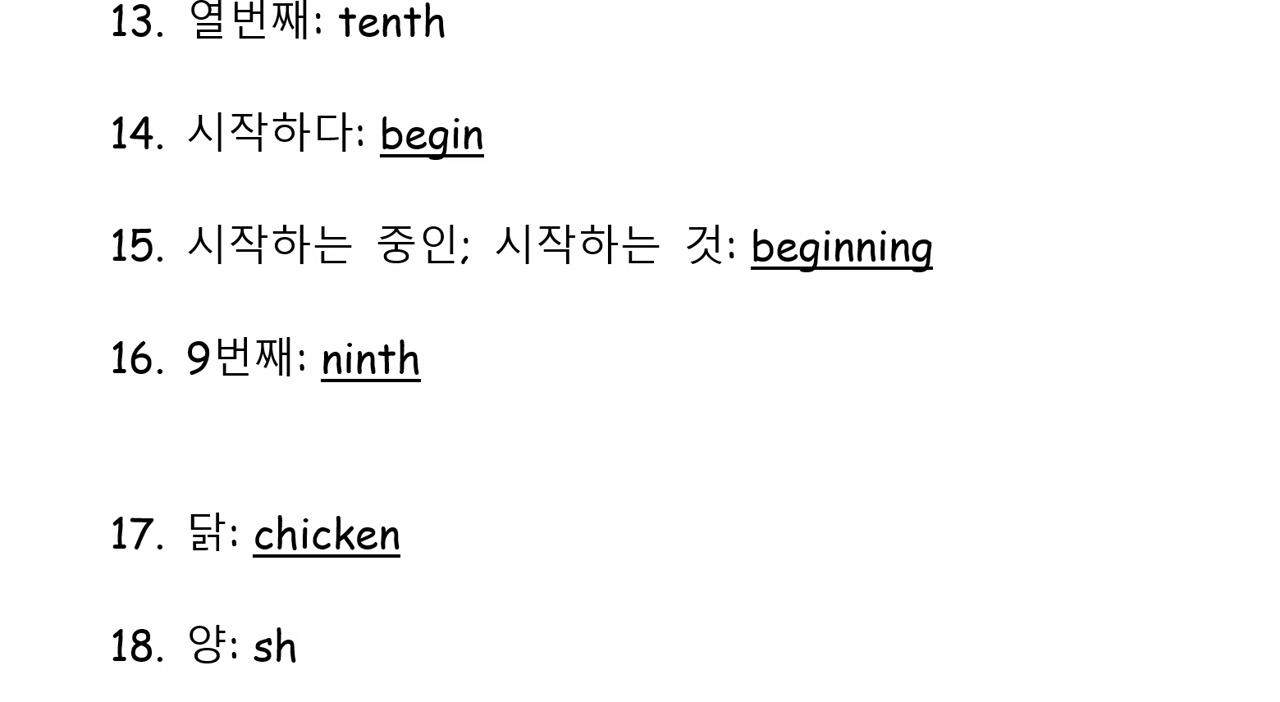 13. 열번째: tenth
14. 시작하다: begin
15. 시작하는 중인; 시작하는 것: beginning
16. 9번째: ninth
17. 닭: chicken
18. 양: sh